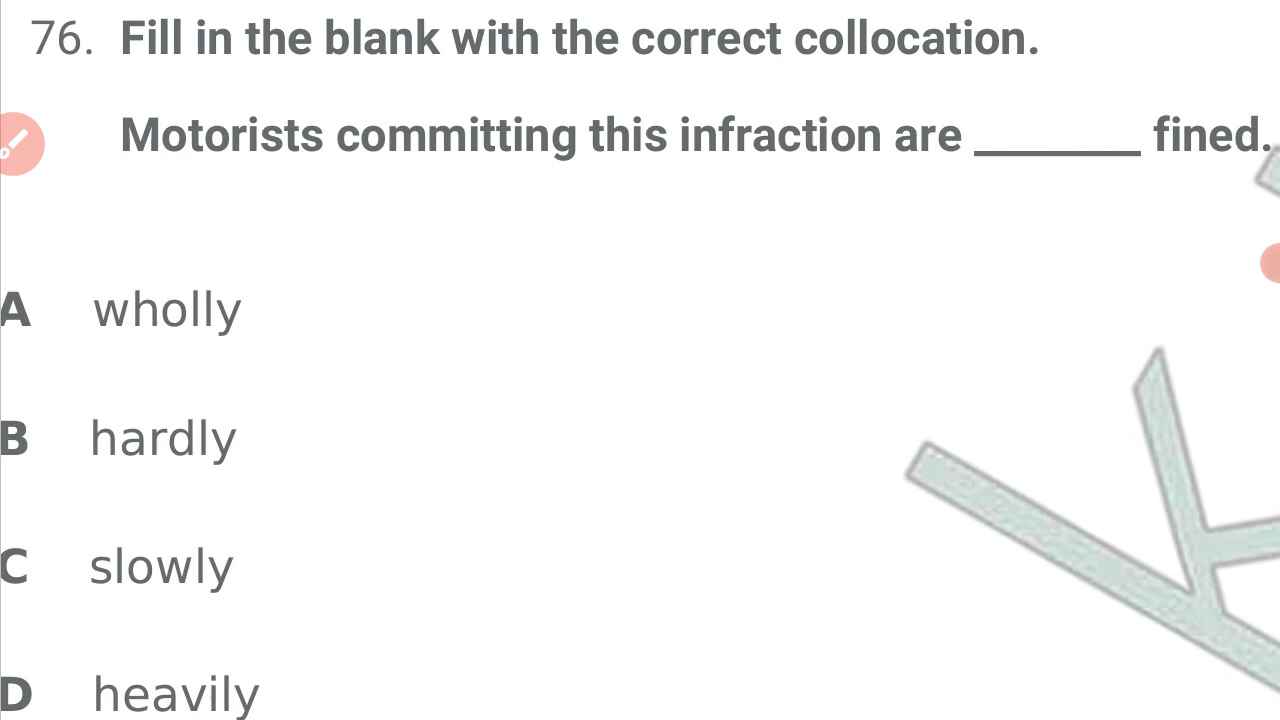 76. Fill in the blank with the correct collocation.
Motorists committing this infraction are _______ fined.
A wholly
B hardly
C slowly
D heavily